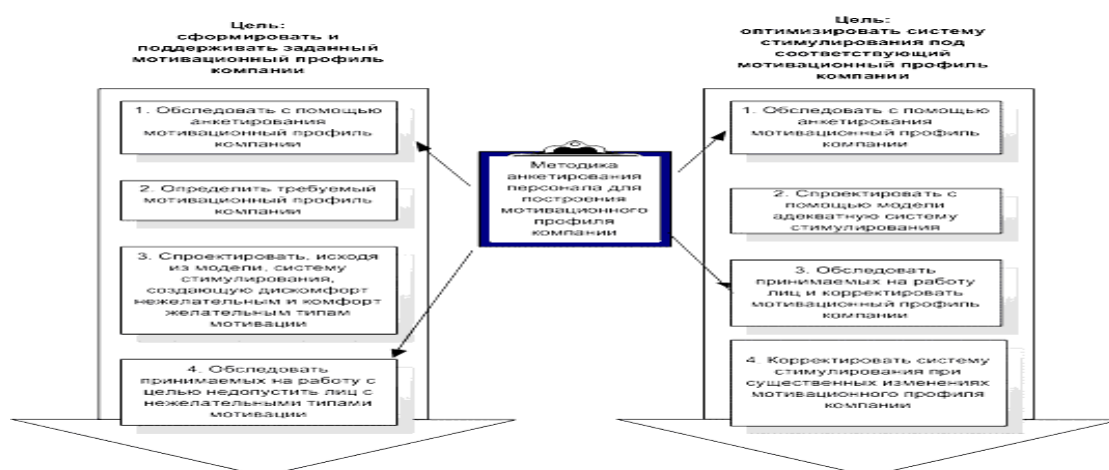 Цель:
сформировать и
поддерживать заданный
мотивационный профиль
компании
1. Обследовать с помощью
анкетирования
мотивационный профиль
компании
2. Определить требуемый
мотивационный профиль
компании
3. Спроектировать, исходя
из модели, систему
стимулирования,
создающую дискомфорт
нежелательным и комфорт
желательным типам
мотивации
4. Обследовать
принимаемых на работу с
целью недопустить лиц с
нежелательными типами
мотивации
Методика
анкетирования
персонала для
построения
мотивационного
профиля
компании
Цель:
оптимизировать систему
стимулирования под
соответствующий
мотивационный профиль
компании
1. Обследовать с помощью
анкетирования
мотивационный профиль
компании
2. Спроектировать с
помощью модели
адекватную систему
стимулирования
3. Обследовать
принимаемых на работу
лиц и корректировать
мотивационный профиль
компании
4. Корректировать систему
стимулирования при
существенных изменениях
мотивационного профиля
компании